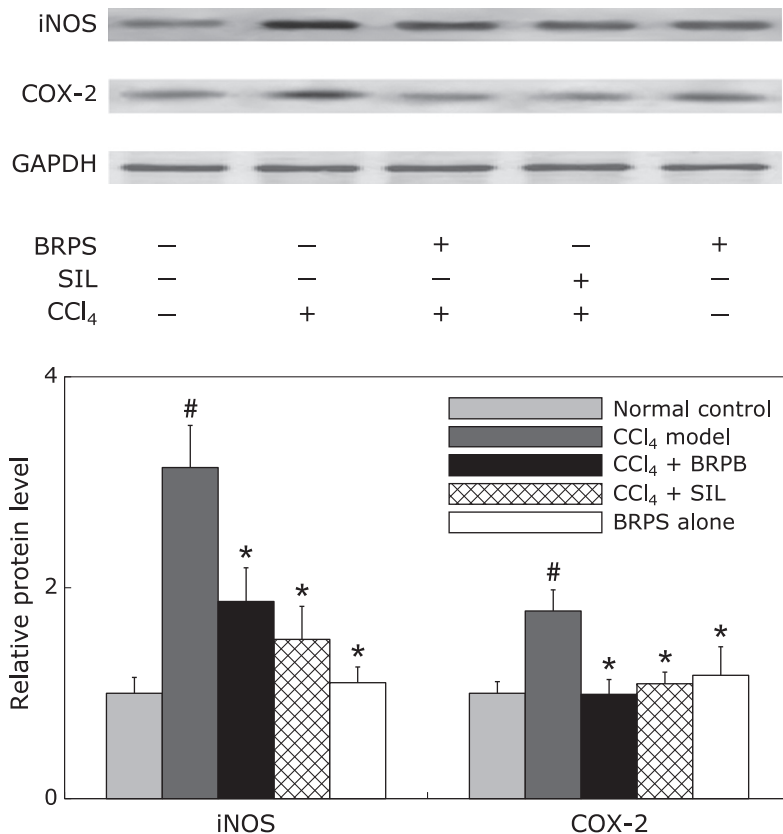 iNOS
COX-2
GAPDH
BRPS – – + – +
SIL – – – + –
CCl₄ – + + + –
4
2
0
Relative protein level
# * * *
# * * *
Normal control
CCl₄ model
CCl₄ + BRPB
CCl₄ + SIL
BRPS alone
iNOS COX-2